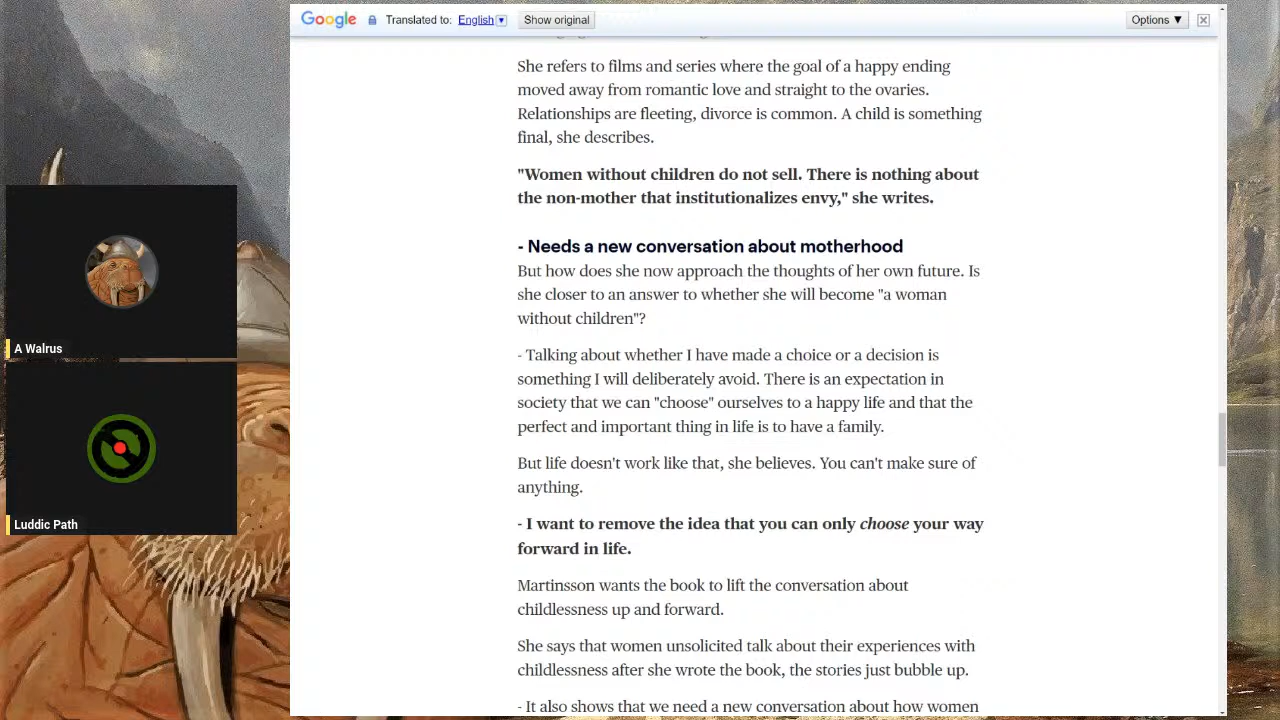 Google Translated to: English ▼ Show original Options ▼
She refers to films and series where the goal of a happy ending
moved away from romantic love and straight to the ovaries.
Relationships are fleeting, divorce is common. A child is something
final, she describes.
"Women without children do not sell. There is nothing about
the non-mother that institutionalizes envy," she writes.
- Needs a new conversation about motherhood
But how does she now approach the thoughts of her own future. Is
she closer to an answer to whether she will become "a woman
without children"?
- Talking about whether I have made a choice or a decision is
something I will deliberately avoid. There is an expectation in
society that we can "choose" ourselves to a happy life and that the
perfect and important thing in life is to have a family.
But life doesn't work like that, she believes. You can't make sure of
anything.
- I want to remove the idea that you can only choose your way
forward in life.
Martinsson wants the book to lift the conversation about
childlessness up and forward.
She says that women unsolicited talk about their experiences with
childlessness after she wrote the book, the stories just bubble up.
- It also shows that we need a new conversation about how women
A Walrus
Luddic Path